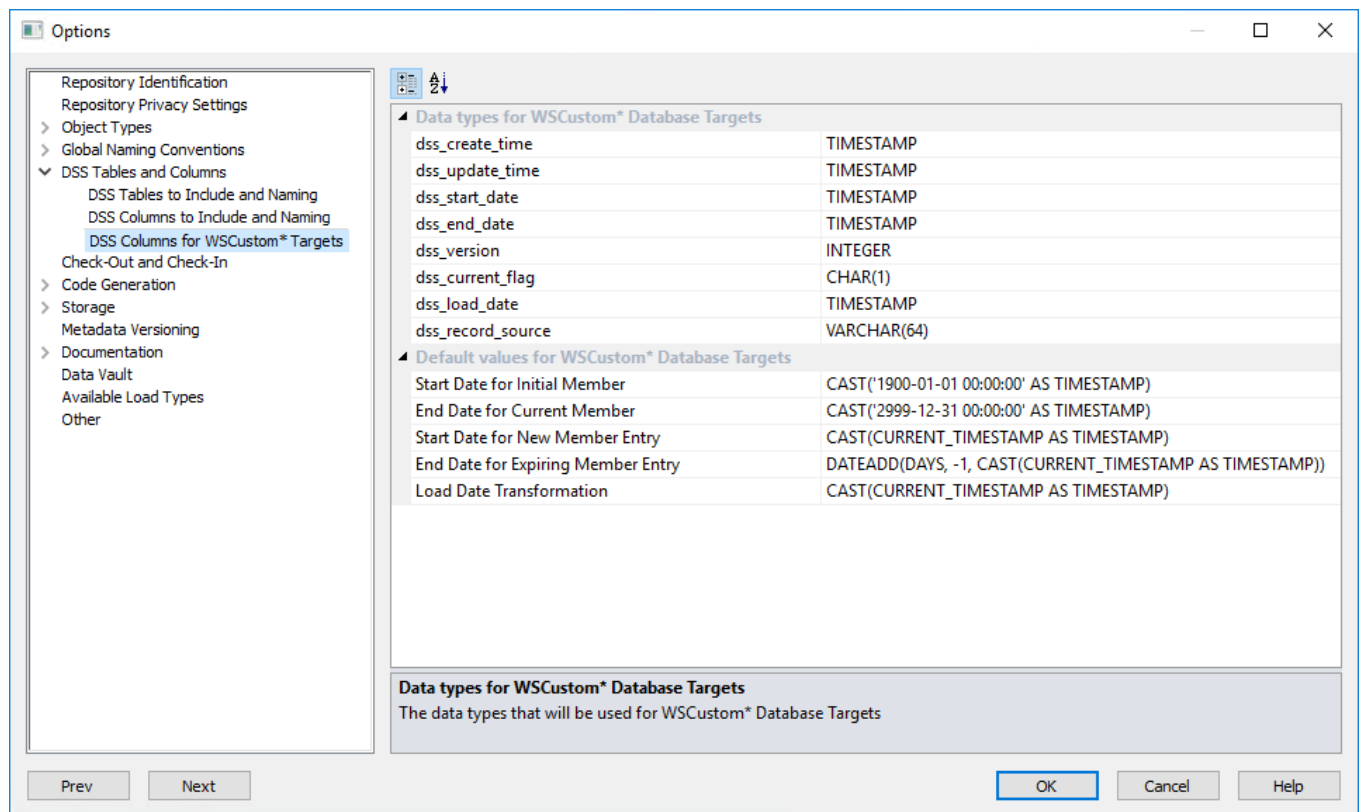 Options
Repository Identification
Repository Privacy Settings
Object Types
Global Naming Conventions
DSS Tables and Columns
DSS Tables to Include and Naming
DSS Columns to Include and Naming
DSS Columns for WSCustom* Targets
Check-Out and Check-In
Code Generation
Storage
Metadata Versioning
Documentation
Data Vault
Available Load Types
Other
Data types for WSCustom* Database Targets
dss_create_time TIMESTAMP
dss_update_time TIMESTAMP
dss_start_date TIMESTAMP
dss_end_date TIMESTAMP
dss_version INTEGER
dss_current_flag CHAR(1)
dss_load_date TIMESTAMP
dss_record_source VARCHAR(64)
Default values for WSCustom* Database Targets
Start Date for Initial Member CAST('1900-01-01 00:00:00' AS TIMESTAMP)
End Date for Current Member CAST('2999-12-31 00:00:00' AS TIMESTAMP)
Start Date for New Member Entry CAST(CURRENT_TIMESTAMP AS TIMESTAMP)
End Date for Expiring Member Entry DATEADD(DAYS, -1, CAST(CURRENT_TIMESTAMP AS TIMESTAMP))
Load Date Transformation CAST(CURRENT_TIMESTAMP AS TIMESTAMP)
Data types for WSCustom* Database Targets
The data types that will be used for WSCustom* Database Targets
Prev Next OK Cancel Help